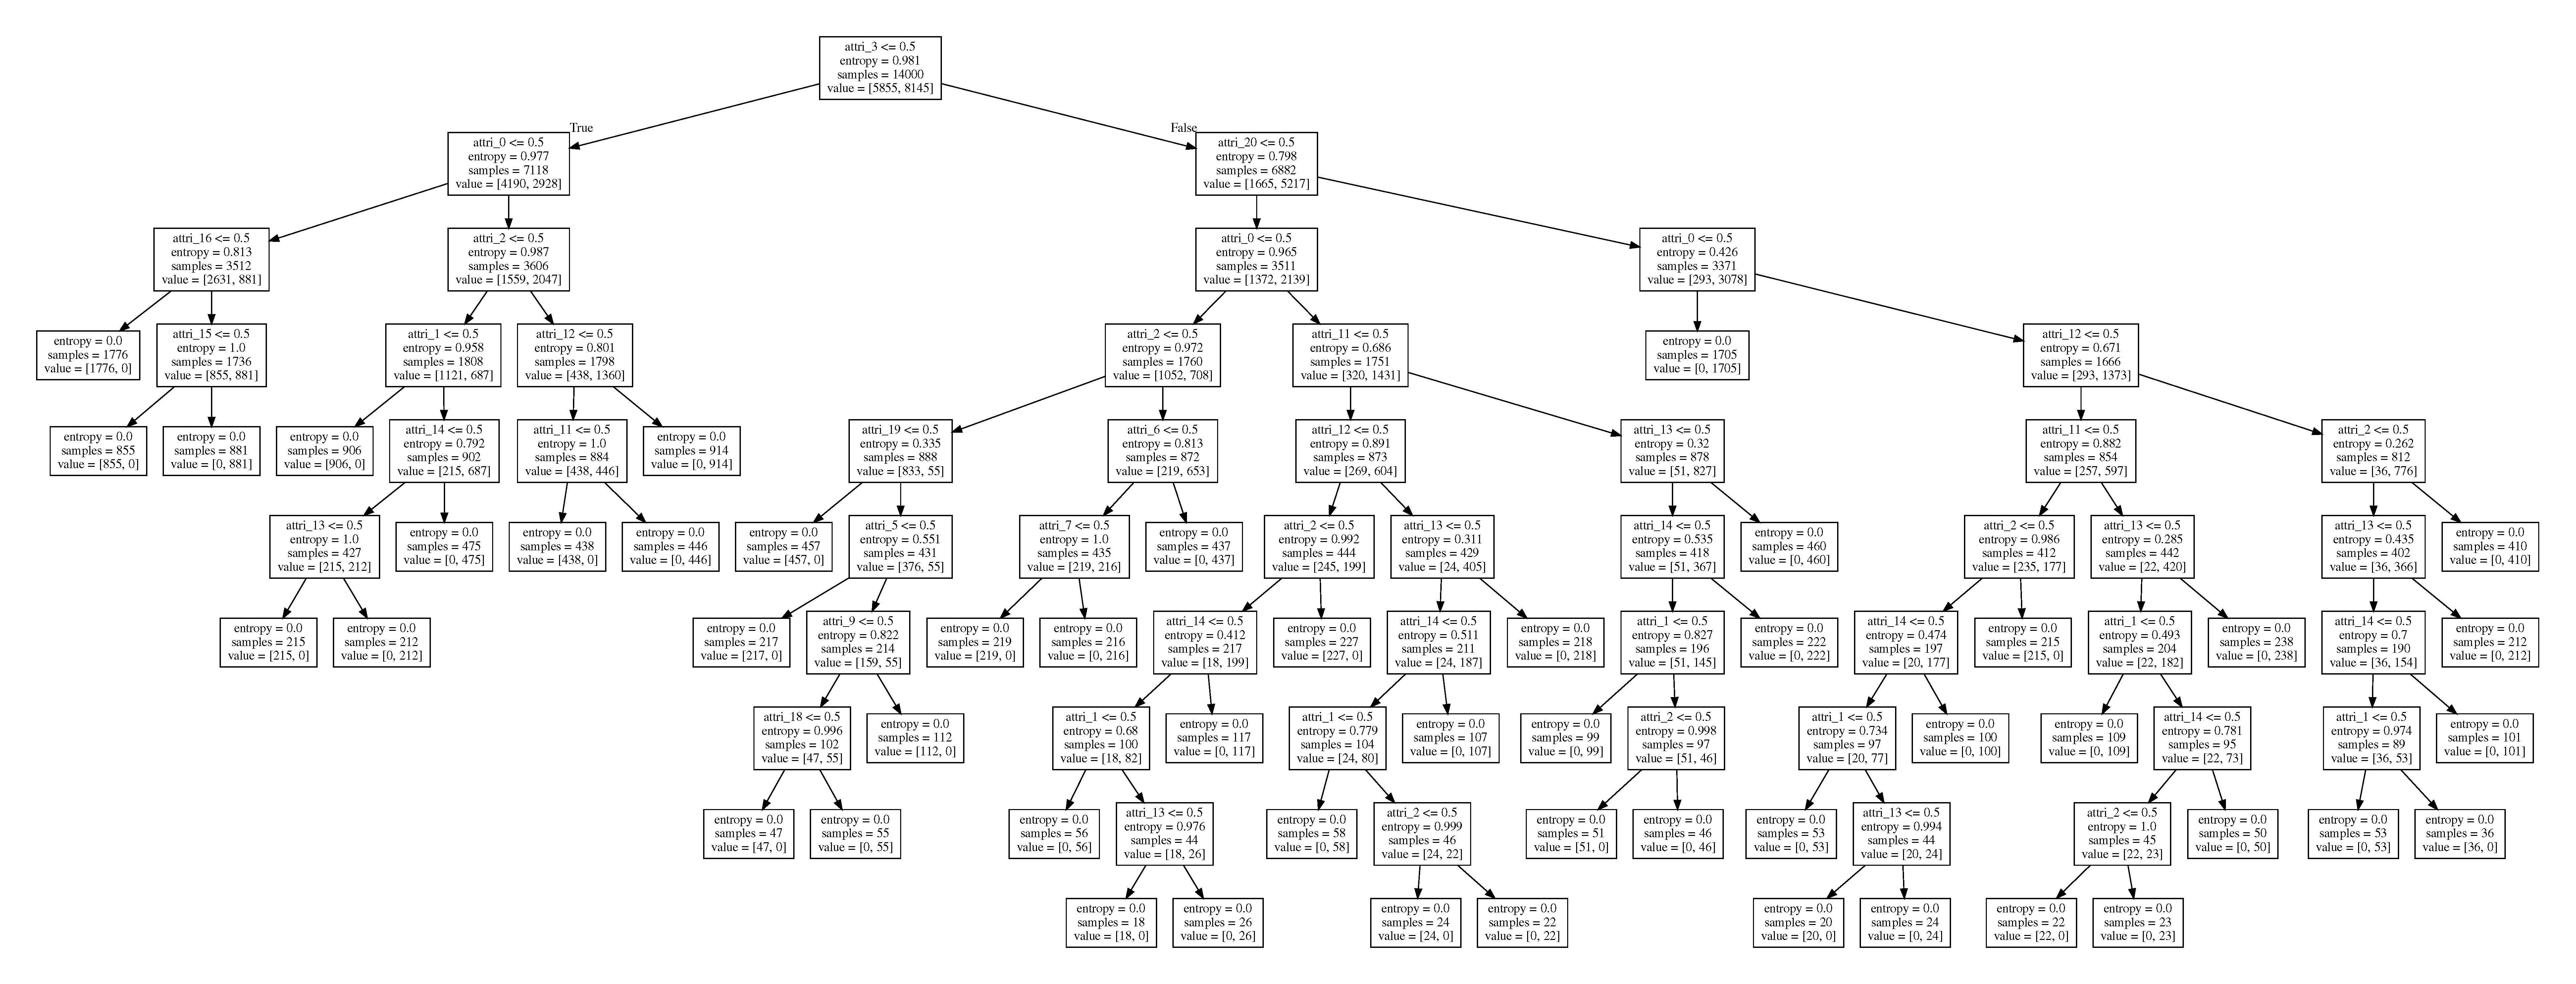 attri_3 <= 0.5
entropy = 0.981
samples = 14000
value = [5855, 8145]
True
False
attri_0 <= 0.5
entropy = 0.977
samples = 7118
value = [4190, 2928]
attri_20 <= 0.5
entropy = 0.798
samples = 6882
value = [1665, 5217]
attri_16 <= 0.5
entropy = 0.813
samples = 3512
value = [2631, 881]
attri_2 <= 0.5
entropy = 0.987
samples = 3606
value = [1559, 2047]
attri_0 <= 0.5
entropy = 0.965
samples = 3511
value = [1372, 2139]
attri_0 <= 0.5
entropy = 0.426
samples = 3371
value = [293, 3078]
entropy = 0.0
samples = 1776
value = [1776, 0]
attri_15 <= 0.5
entropy = 1.0
samples = 1736
value = [855, 881]
attri_1 <= 0.5
entropy = 0.958
samples = 1808
value = [1121, 687]
attri_12 <= 0.5
entropy = 0.801
samples = 1798
value = [438, 1360]
attri_2 <= 0.5
entropy = 0.972
samples = 1760
value = [1052, 708]
attri_11 <= 0.5
entropy = 0.686
samples = 1751
value = [320, 1431]
entropy = 0.0
samples = 1705
value = [0, 1705]
attri_12 <= 0.5
entropy = 0.671
samples = 1666
value = [293, 1373]
entropy = 0.0
samples = 855
value = [855, 0]
entropy = 0.0
samples = 881
value = [0, 881]
entropy = 0.0
samples = 906
value = [906, 0]
attri_14 <= 0.5
entropy = 0.792
samples = 902
value = [215, 687]
attri_11 <= 0.5
entropy = 1.0
samples = 884
value = [438, 446]
entropy = 0.0
samples = 914
value = [0, 914]
attri_19 <= 0.5
entropy = 0.335
samples = 888
value = [833, 55]
attri_6 <= 0.5
entropy = 0.813
samples = 872
value = [219, 653]
attri_12 <= 0.5
entropy = 0.891
samples = 873
value = [269, 604]
attri_13 <= 0.5
entropy = 0.32
samples = 878
value = [51, 827]
attri_11 <= 0.5
entropy = 0.882
samples = 854
value = [257, 597]
attri_2 <= 0.5
entropy = 0.262
samples = 812
value = [36, 776]
attri_13 <= 0.5
entropy = 1.0
samples = 427
value = [215, 212]
entropy = 0.0
samples = 475
value = [0, 475]
entropy = 0.0
samples = 438
value = [438, 0]
entropy = 0.0
samples = 446
value = [0, 446]
entropy = 0.0
samples = 457
value = [457, 0]
attri_5 <= 0.5
entropy = 0.551
samples = 431
value = [376, 55]
attri_7 <= 0.5
entropy = 1.0
samples = 435
value = [219, 216]
entropy = 0.0
samples = 437
value = [0, 437]
attri_2 <= 0.5
entropy = 0.992
samples = 444
value = [245, 199]
attri_13 <= 0.5
entropy = 0.311
samples = 429
value = [24, 405]
attri_14 <= 0.5
entropy = 0.535
samples = 418
value = [51, 367]
entropy = 0.0
samples = 460
value = [0, 460]
attri_2 <= 0.5
entropy = 0.986
samples = 412
value = [235, 177]
attri_13 <= 0.5
entropy = 0.285
samples = 442
value = [22, 420]
attri_13 <= 0.5
entropy = 0.435
samples = 402
value = [36, 366]
entropy = 0.0
samples = 410
value = [0, 410]
entropy = 0.0
samples = 215
value = [215, 0]
entropy = 0.0
samples = 212
value = [0, 212]
entropy = 0.0
samples = 217
value = [217, 0]
attri_9 <= 0.5
entropy = 0.822
samples = 214
value = [159, 55]
entropy = 0.0
samples = 219
value = [219, 0]
entropy = 0.0
samples = 216
value = [0, 216]
attri_14 <= 0.5
entropy = 0.412
samples = 217
value = [18, 199]
entropy = 0.0
samples = 227
value = [227, 0]
attri_14 <= 0.5
entropy = 0.511
samples = 211
value = [24, 187]
entropy = 0.0
samples = 218
value = [0, 218]
attri_1 <= 0.5
entropy = 0.827
samples = 196
value = [51, 145]
entropy = 0.0
samples = 222
value = [0, 222]
attri_14 <= 0.5
entropy = 0.474
samples = 197
value = [20, 177]
entropy = 0.0
samples = 215
value = [215, 0]
attri_1 <= 0.5
entropy = 0.493
samples = 204
value = [22, 182]
entropy = 0.0
samples = 238
value = [0, 238]
attri_14 <= 0.5
entropy = 0.7
samples = 190
value = [36, 154]
entropy = 0.0
samples = 212
value = [0, 212]
attri_18 <= 0.5
entropy = 0.996
samples = 102
value = [47, 55]
entropy = 0.0
samples = 112
value = [112, 0]
attri_1 <= 0.5
entropy = 0.68
samples = 100
value = [18, 82]
entropy = 0.0
samples = 117
value = [0, 117]
attri_1 <= 0.5
entropy = 0.779
samples = 104
value = [24, 80]
entropy = 0.0
samples = 107
value = [0, 107]
entropy = 0.0
samples = 99
value = [0, 99]
attri_2 <= 0.5
entropy = 0.998
samples = 97
value = [51, 46]
attri_1 <= 0.5
entropy = 0.734
samples = 97
value = [20, 77]
entropy = 0.0
samples = 100
value = [0, 100]
entropy = 0.0
samples = 109
value = [0, 109]
attri_14 <= 0.5
entropy = 0.781
samples = 95
value = [22, 73]
attri_1 <= 0.5
entropy = 0.974
samples = 89
value = [36, 53]
entropy = 0.0
samples = 101
value = [0, 101]
entropy = 0.0
samples = 47
value = [47, 0]
entropy = 0.0
samples = 55
value = [0, 55]
entropy = 0.0
samples = 56
value = [0, 56]
attri_13 <= 0.5
entropy = 0.976
samples = 44
value = [18, 26]
entropy = 0.0
samples = 58
value = [0, 58]
attri_2 <= 0.5
entropy = 0.999
samples = 46
value = [24, 22]
entropy = 0.0
samples = 51
value = [51, 0]
entropy = 0.0
samples = 46
value = [0, 46]
entropy = 0.0
samples = 53
value = [0, 53]
attri_13 <= 0.5
entropy = 0.994
samples = 44
value = [20, 24]
attri_2 <= 0.5
entropy = 1.0
samples = 45
value = [22, 23]
entropy = 0.0
samples = 50
value = [0, 50]
entropy = 0.0
samples = 53
value = [0, 53]
entropy = 0.0
samples = 36
value = [36, 0]
entropy = 0.0
samples = 18
value = [18, 0]
entropy = 0.0
samples = 26
value = [0, 26]
entropy = 0.0
samples = 24
value = [24, 0]
entropy = 0.0
samples = 22
value = [0, 22]
entropy = 0.0
samples = 20
value = [20, 0]
entropy = 0.0
samples = 24
value = [0, 24]
entropy = 0.0
samples = 22
value = [22, 0]
entropy = 0.0
samples = 23
value = [0, 23]